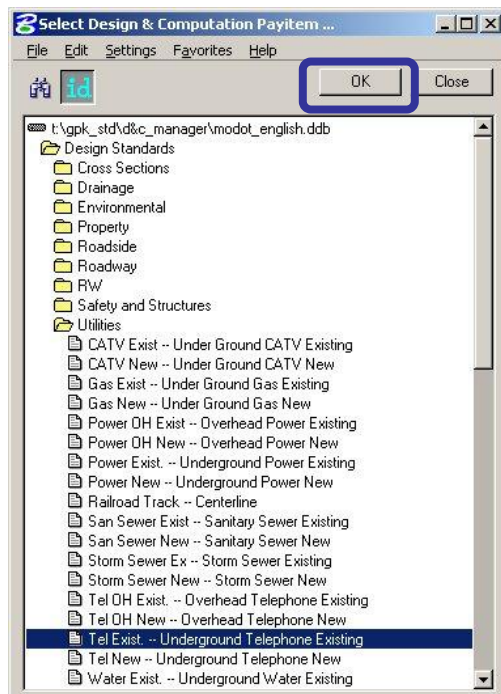 Select Design & Computation Payitem ...
File Edit Settings Favorites Help
id OK Close
t:\gpk_std\d&c_manager\modot_english.ddb
Design Standards
Cross Sections
Drainage
Environmental
Property
Roadside
Roadway
RW
Safety and Structures
Utilities
CATV Exist -- Under Ground CATV Existing
CATV New -- Under Ground CATV New
Gas Exist -- Under Ground Gas Existing
Gas New -- Under Ground Gas New
Power OH Exist -- Overhead Power Existing
Power OH New -- Overhead Power New
Power Exist. -- Underground Power Existing
Power New -- Underground Power New
Railroad Track -- Centerline
San Sewer Exist -- Sanitary Sewer Existing
San Sewer New -- Sanitary Sewer New
Storm Sewer Ex -- Storm Sewer Existing
Storm Sewer New -- Storm Sewer New
Tel OH Exist. -- Overhead Telephone Existing
Tel OH New -- Overhead Telephone New
Tel Exist. -- Underground Telephone Existing
Tel New -- Underground Telephone New
Water Exist. -- Underground Water Existing